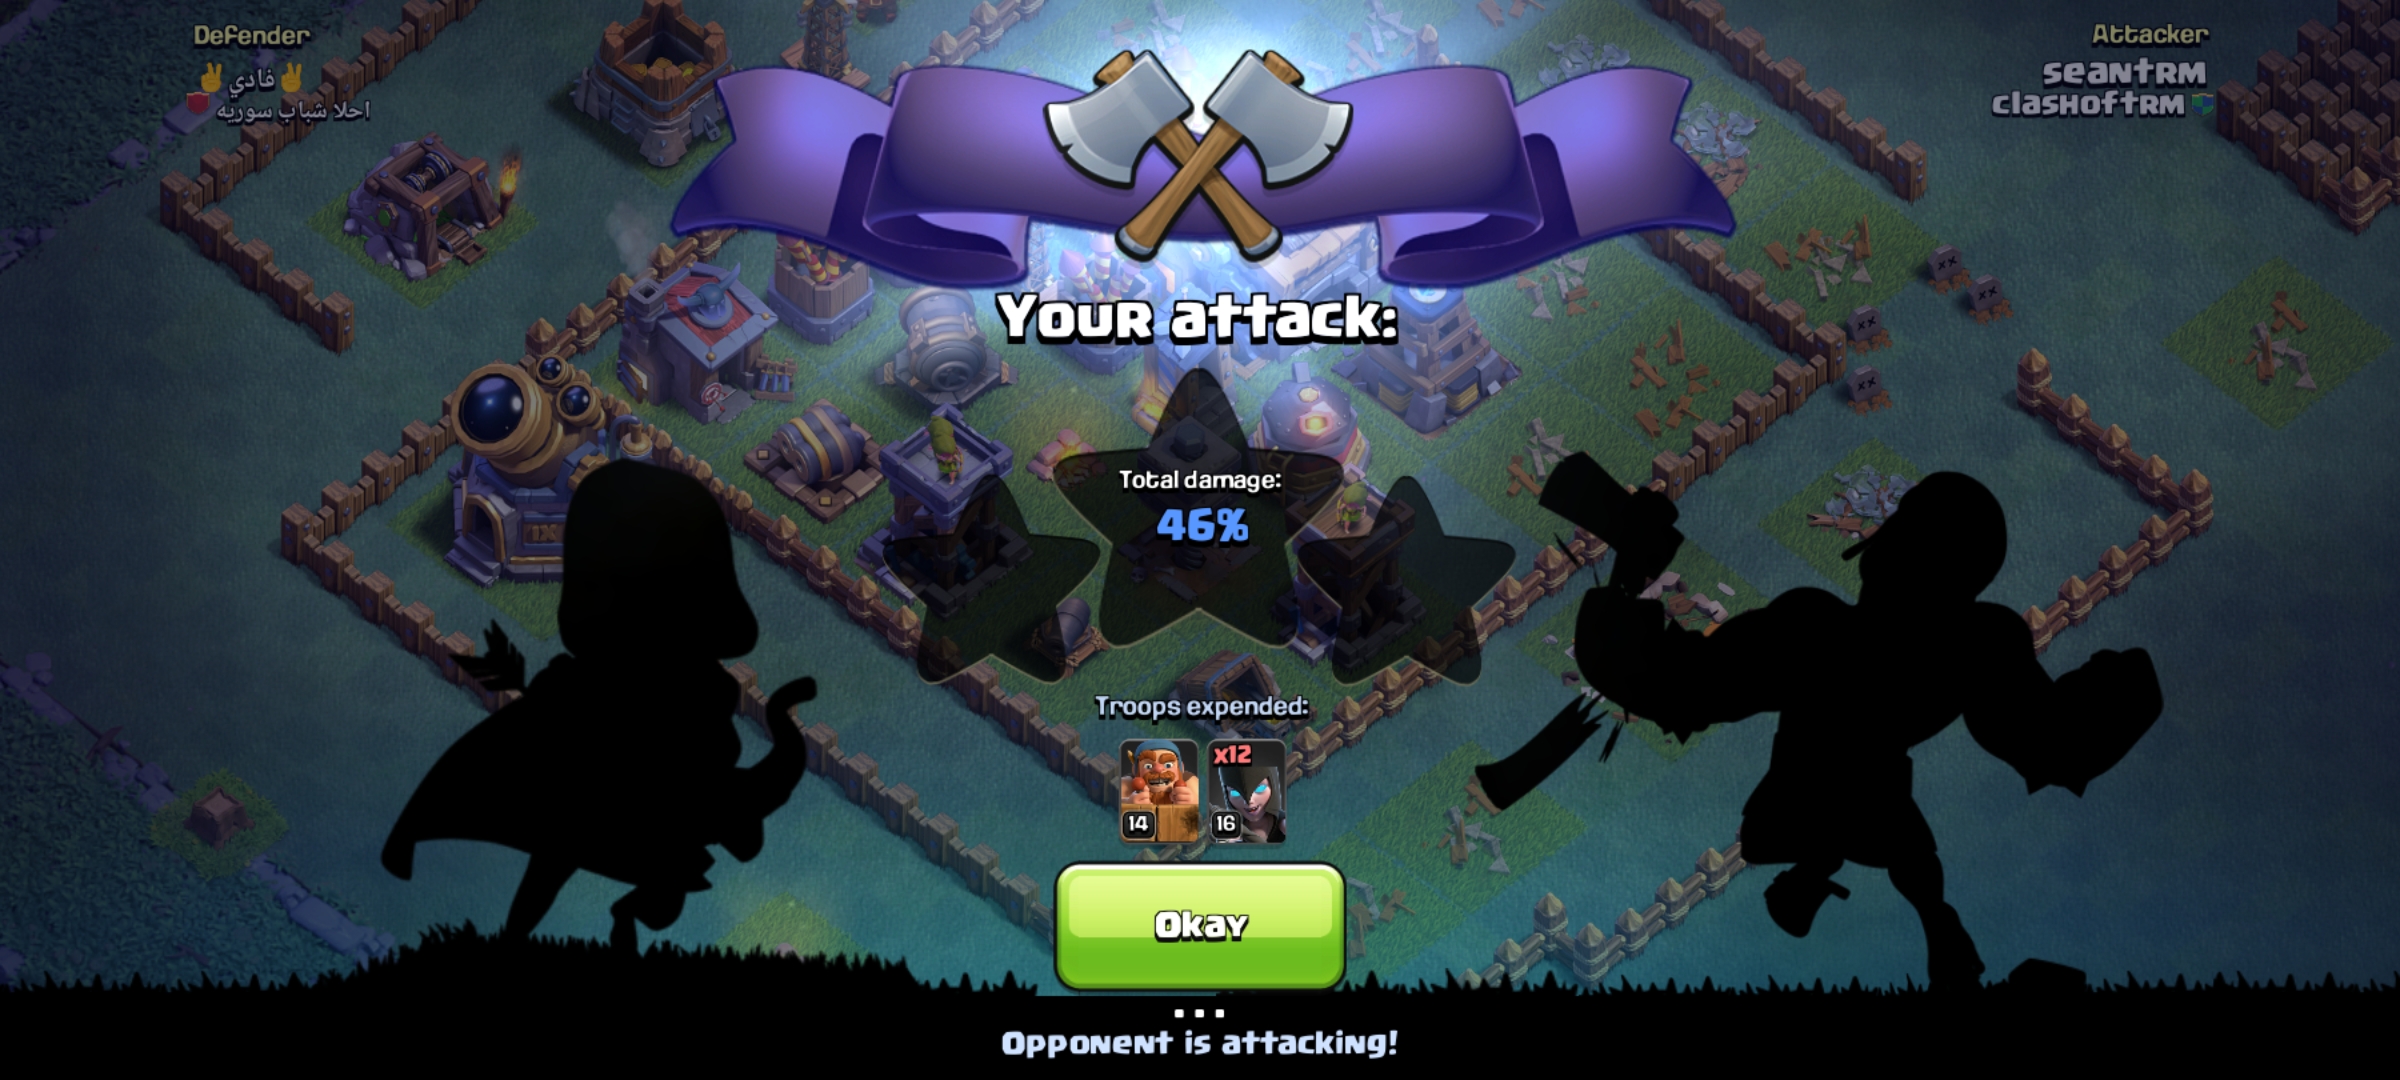 Defender
✌️فادي✌️
احلا شباب سوريه
Attacker
seantRM
clashoftRM
Your attack:
Total damage:
46%
Troops expended:
x12
14
16
Okay
...
Opponent is attacking!
IX